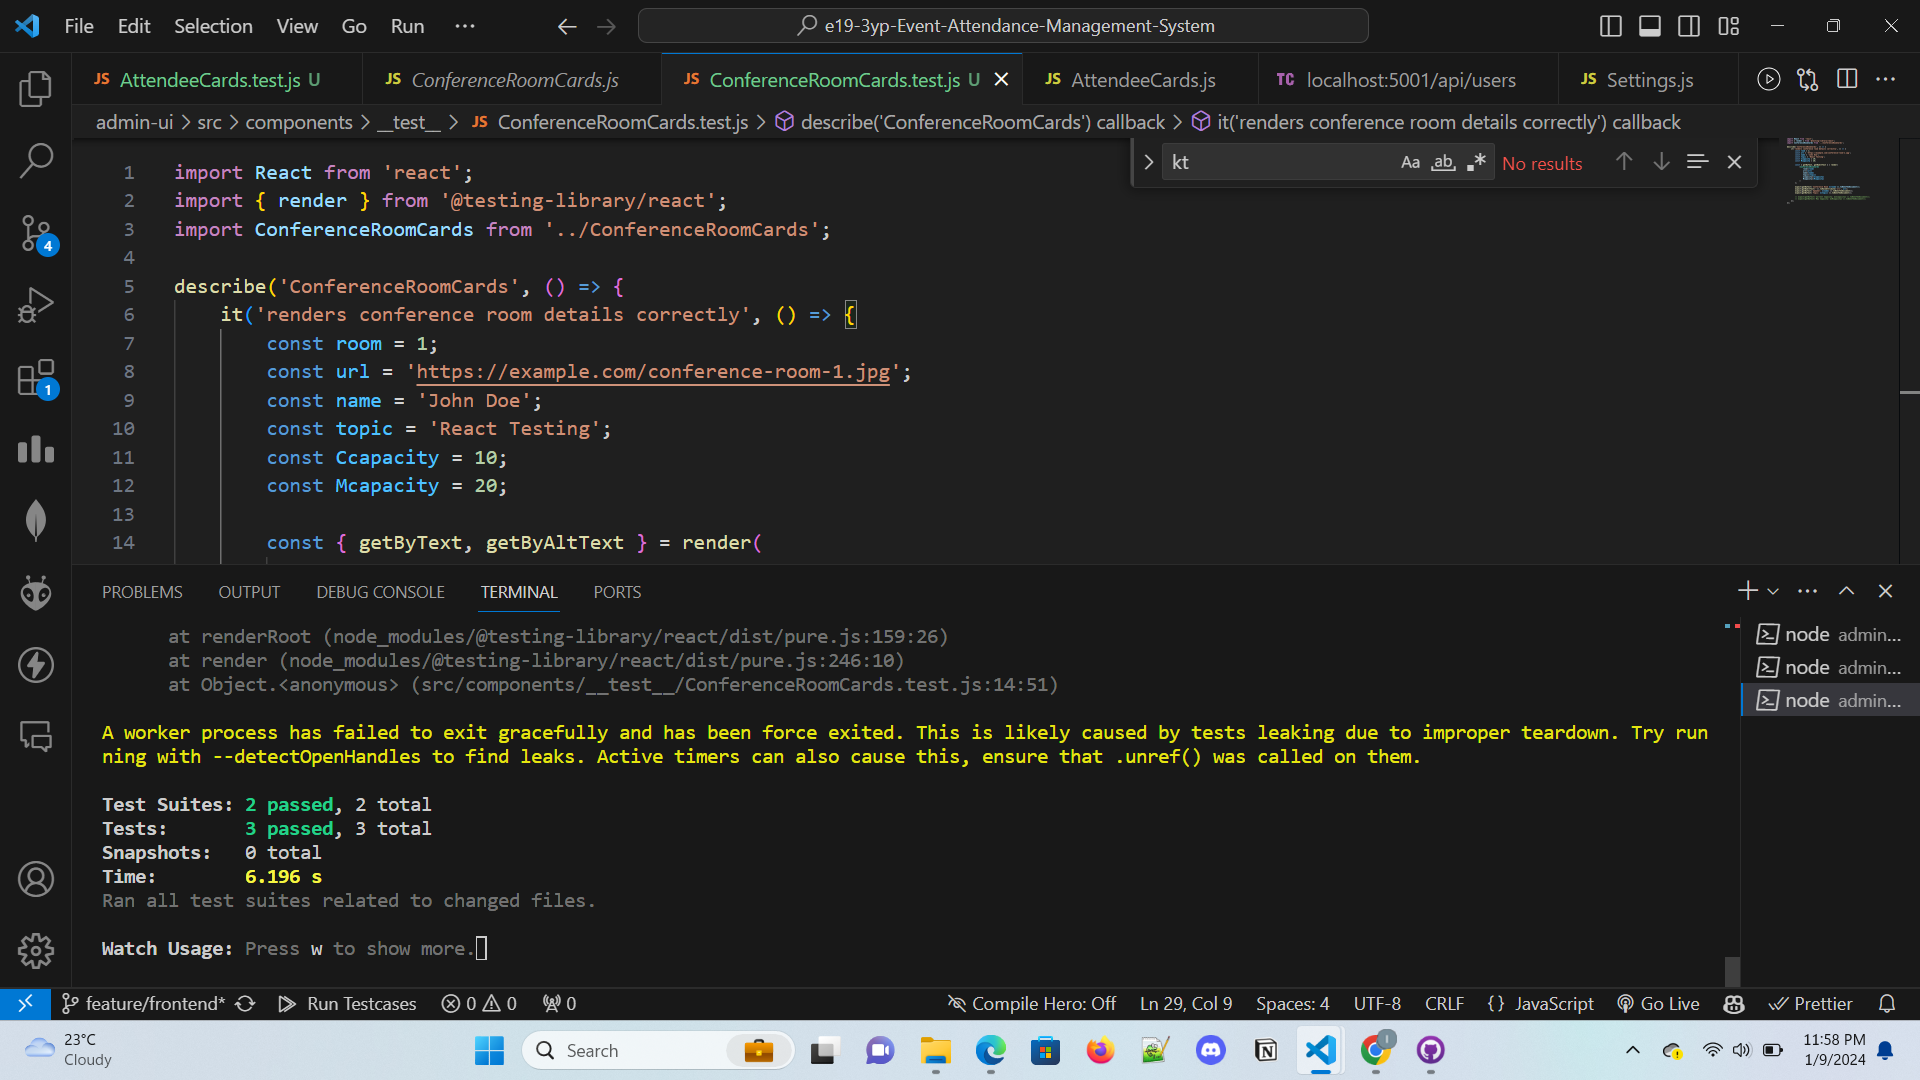 File Edit Selection View Go Run ··· e19-3yp-Event-Attendance-Management-System
JS AttendeeCards.test.js U JS ConferenceRoomCards.js JS ConferenceRoomCards.test.js U JS AttendeeCards.js TC localhost:5001/api/users JS Settings.js
admin-ui > src > components > __test__ > JS ConferenceRoomCards.test.js > describe('ConferenceRoomCards') callback > it('renders conference room details correctly') callback
kt Aa ab, .* No results
1 import React from 'react';
2 import { render } from '@testing-library/react';
3 import ConferenceRoomCards from '../ConferenceRoomCards';
4
5 describe('ConferenceRoomCards', () => {
6 it('renders conference room details correctly', () => {
7 const room = 1;
8 const url = 'https://example.com/conference-room-1.jpg';
9 const name = 'John Doe';
10 const topic = 'React Testing';
11 const Ccapacity = 10;
12 const Mcapacity = 20;
13
14 const { getByText, getByAltText } = render(
4
1
PROBLEMS OUTPUT DEBUG CONSOLE TERMINAL PORTS
at renderRoot (node_modules/@testing-library/react/dist/pure.js:159:26)
at render (node_modules/@testing-library/react/dist/pure.js:246:10)
at Object.<anonymous> (src/components/__test__/ConferenceRoomCards.test.js:14:51)
A worker process has failed to exit gracefully and has been force exited. This is likely caused by tests leaking due to improper teardown. Try run
ning with --detectOpenHandles to find leaks. Active timers can also cause this, ensure that .unref() was called on them.
Test Suites: 2 passed, 2 total
Tests: 3 passed, 3 total
Snapshots: 0 total
Time: 6.196 s
Ran all test suites related to changed files.
Watch Usage: Press w to show more.
node admin...
node admin...
node admin...
feature/frontend* Run Testcases 0 0 0 Compile Hero: Off Ln 29, Col 9 Spaces: 4 UTF-8 CRLF {} JavaScript Go Live Prettier
23°C
Cloudy
Search
11:58 PM
1/9/2024